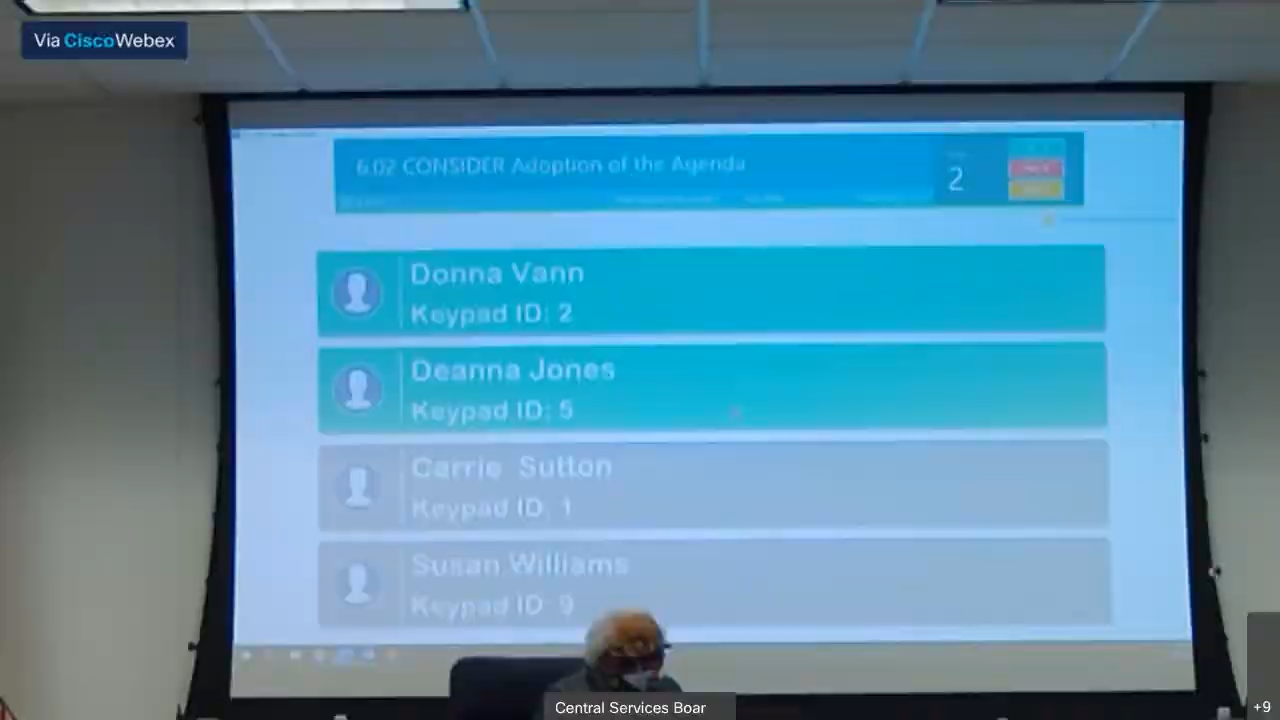 Via CiscoWebex
6.02 CONSIDER Adoption of the Agenda
2
Donna Vann
Keypad ID: 2
Deanna Jones
Keypad ID: 5
Carrie Sutton
Keypad ID: 1
Susan Williams
Keypad ID: 9
Central Services Boar
+9